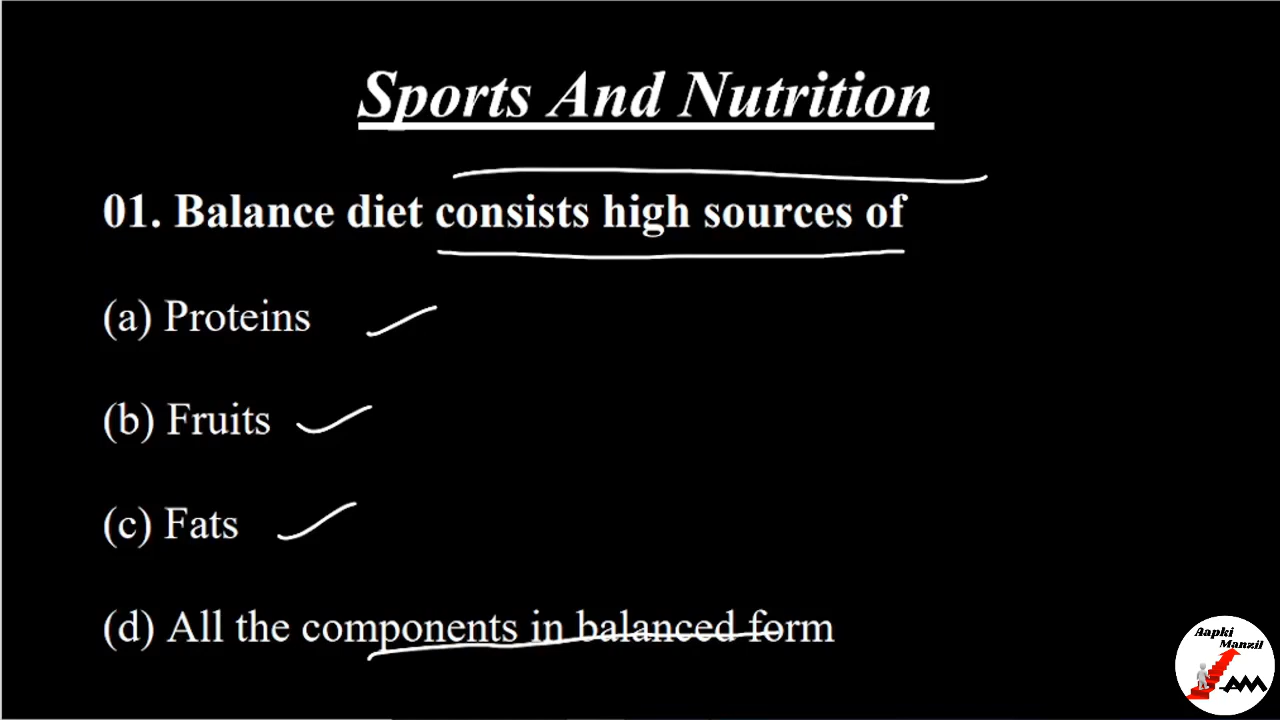 Sports And Nutrition
01. Balance diet consists high sources of
(a) Proteins
(b) Fruits
(c) Fats
(d) All the components in balanced form
Aapki
Manzil
AM